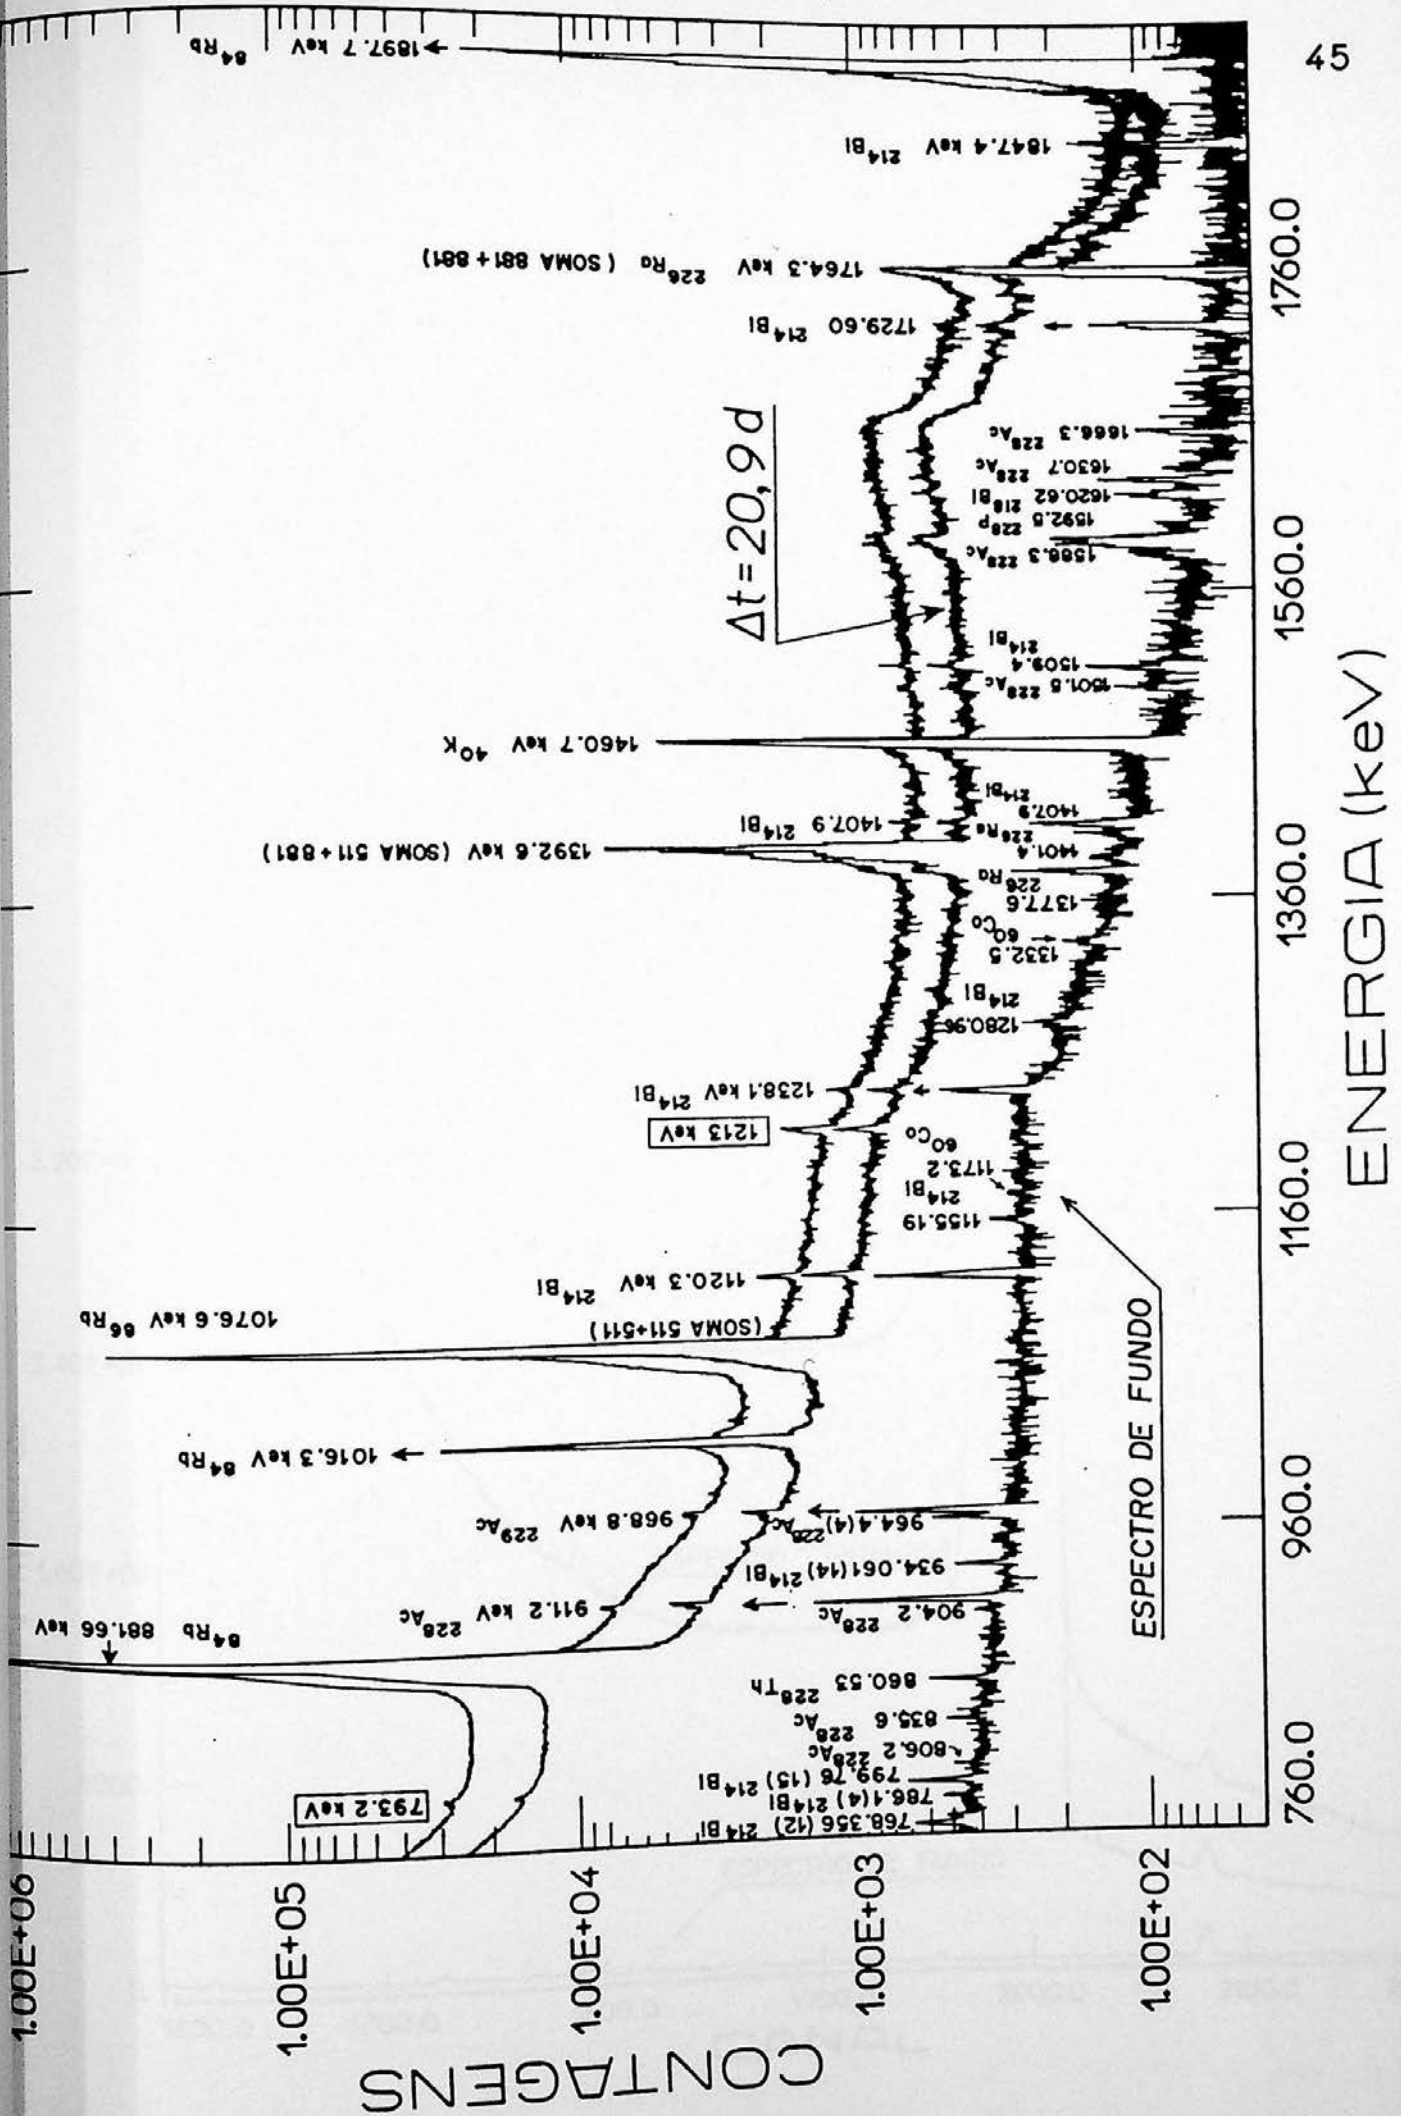 45
1.00E+06
1.00E+05
1.00E+04
1.00E+03
1.00E+02
CONTAGENS
760.0
960.0
1160.0
1360.0
1560.0
1760.0
ENERGIA (keV)
793.2 keV
84Rb 881.66 keV
911.2 keV 228Ac
968.8 keV 229Ac
1016.3 keV 84Rb
1076.6 keV 86Rb
(SOMA 511+511)
1120.3 keV 214Bi
1213 keV
1238.1 keV 214Bi
1392.6 keV (SOMA 511+881)
1407.9 214Bi
1460.7 keV 40K
Δt=20,9d
1729.60 214Bi
1764.3 keV 226Ra (SOMA 881+881)
1847.4 keV 214Bi
1897.7 keV 84Rb
768.356 (12) 214Bi
786.1(4) 214Bi
799.76 (15) 214Bi
806.2 228Ac
835.6 228Ac
860.53 228Th
904.2 228Ac
934.061(14) 214Bi
964.4(4) 228Ac
1155.19
214Bi
1173.2
60Co
1280.96
214Bi
1332.5
60Co
1377.6
226Ra
1401.4
226Ra
1407.9
214Bi
1501.5 228Ac
1509.4
214Bi
1588.3 228Ac
1592.5 228P
1620.62 218Bi
1630.7 228Ac
1666.3 228Ac
ESPECTRO DE FUNDO